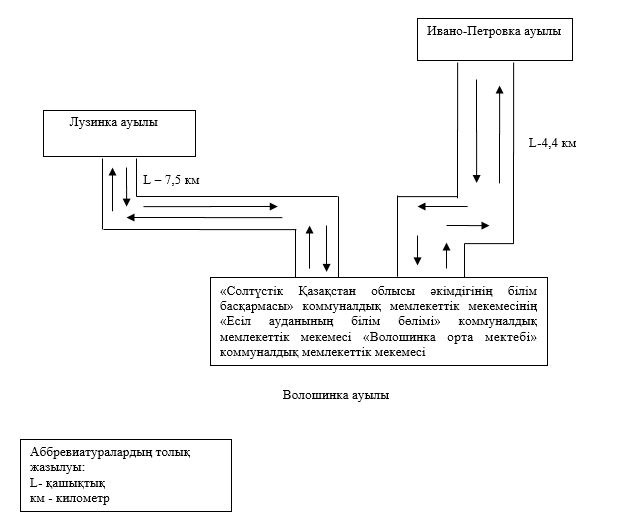 Ивано-Петровка ауылы
Лузинка ауылы
L-4,4 км
L – 7,5 км
«Солтүстік Қазақстан облысы әкімдігінің білім
басқармасы» коммуналдық мемлекеттік мекемесінің
«Есіл ауданының білім бөлімі» коммуналдық
мемлекеттік мекемесі «Волошинка орта мектебі»
коммуналдық мемлекеттік мекемесі
Волошинка ауылы
Аббревиатуралардың толық
жазылуы:
L- қашықтық
км - километр